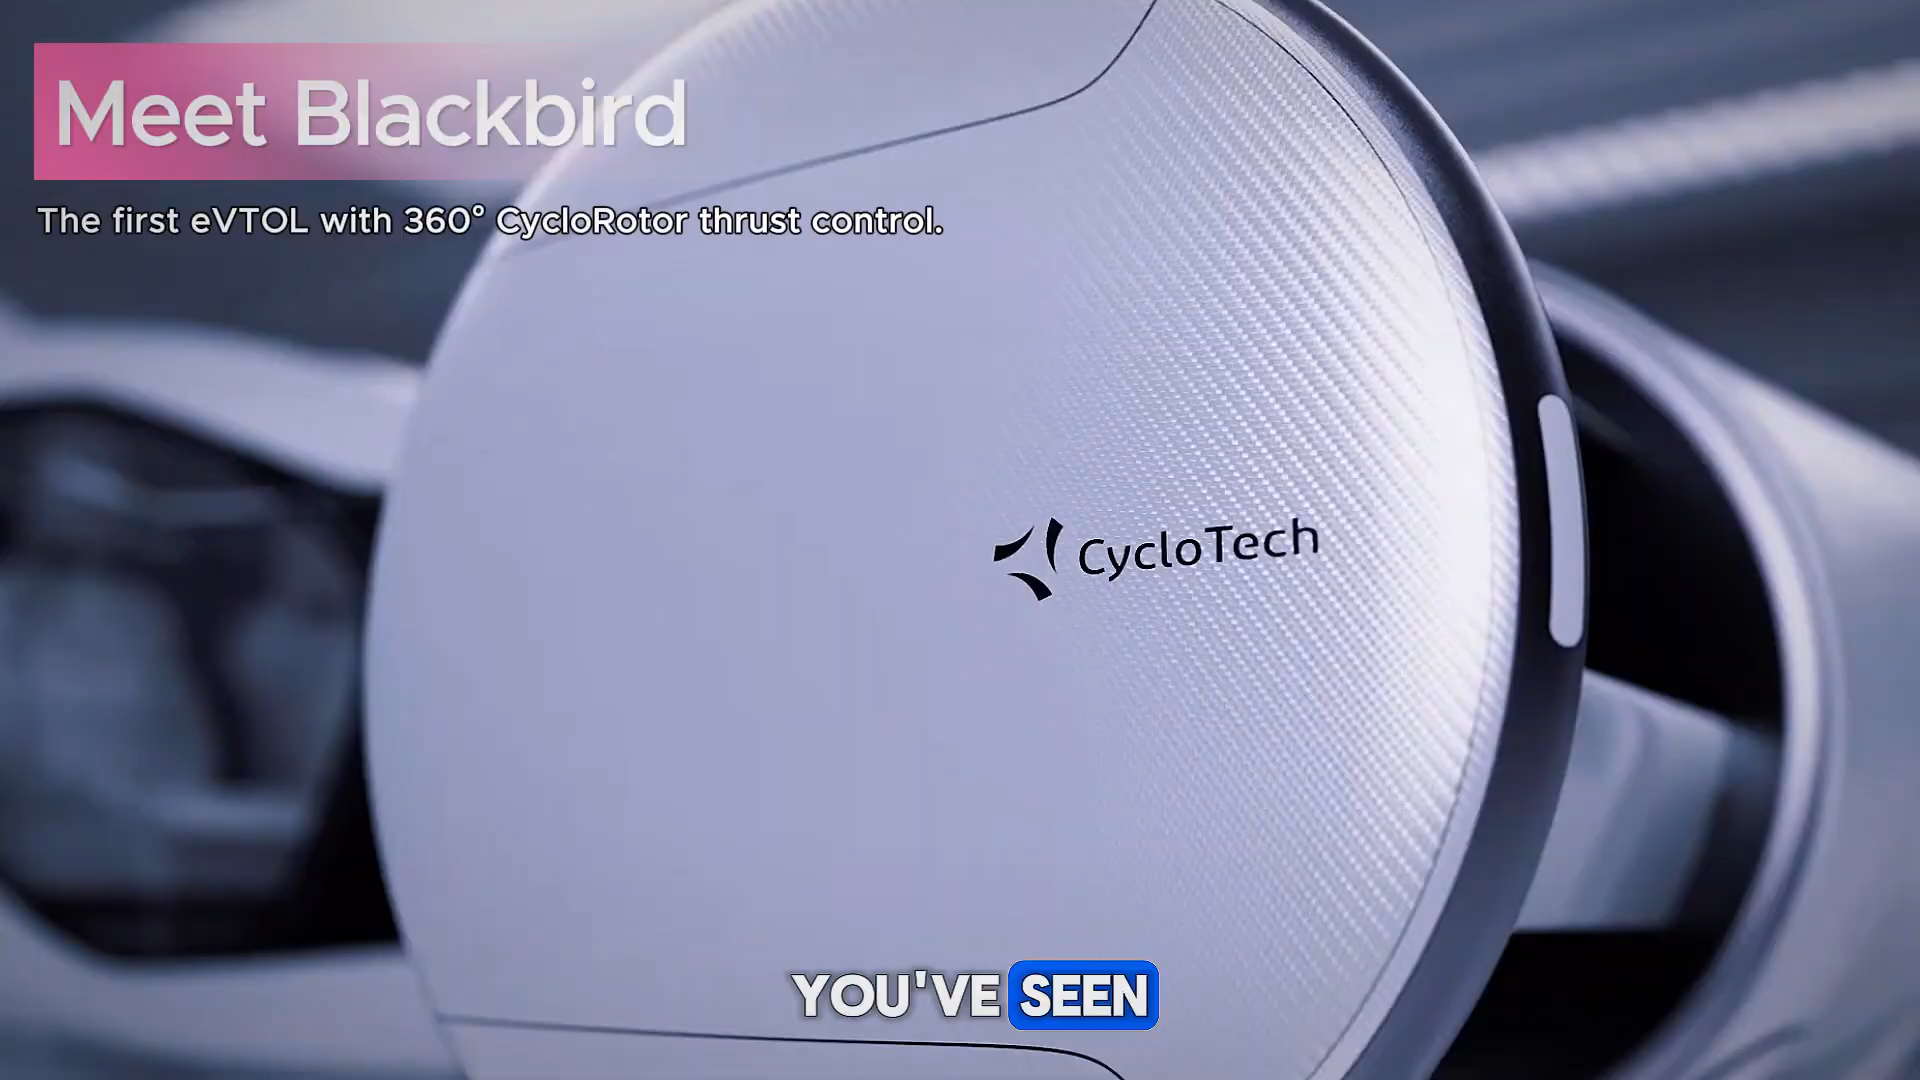 Meet Blackbird
The first eVTOL with 360° CycloRotor thrust control.
CycloTech
YOU'VE SEEN